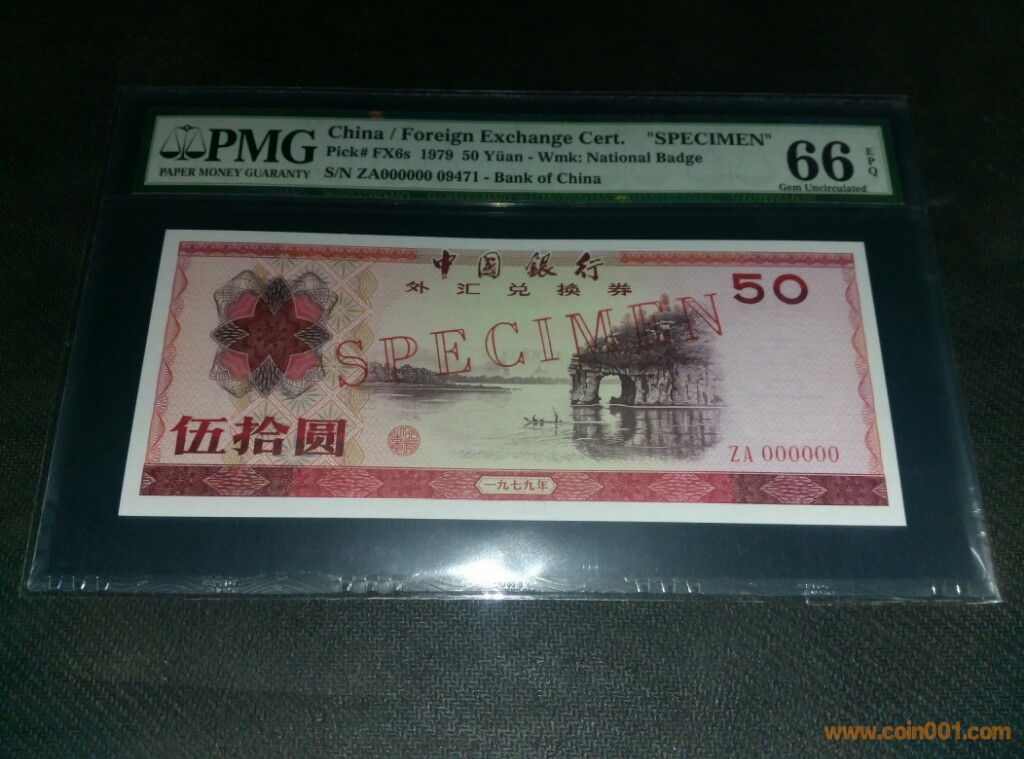 PMG
PAPER MONEY GUARANTY
China / Foreign Exchange Cert. "SPECIMEN"
Pick# FX6s 1979 50 Yüan - Wmk: National Badge
S/N ZA000000 09471 - Bank of China
66
EPQ
Gem Uncirculated
中国銀行
外汇兑换券
50
SPECIMEN
伍拾圆
ZA 000000
一九七九年
www.coin001.com